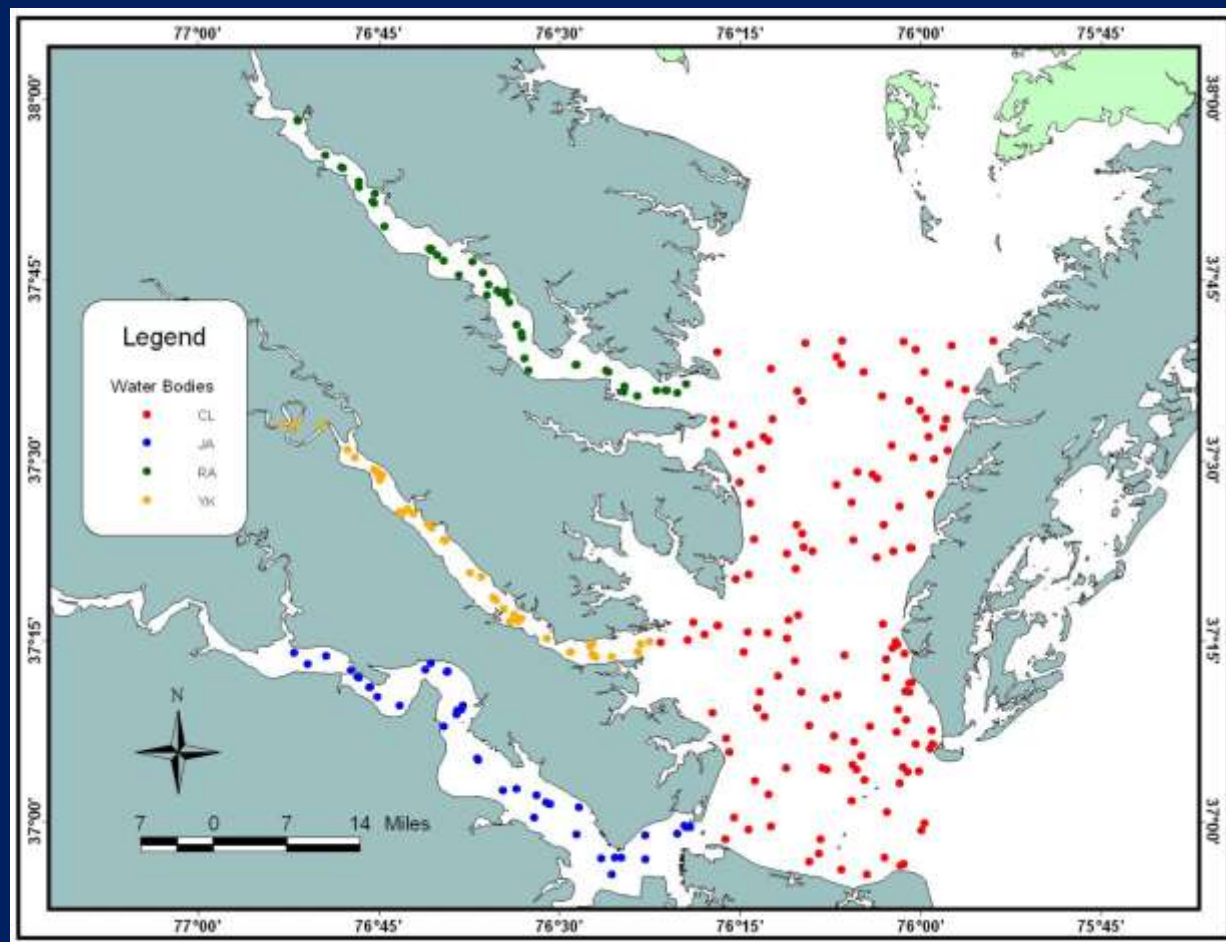 77°00' 76°45' 76°30' 76°15' 76°00' 75°45'
38°00' 38°00'
37°45' 37°45'
Legend
Water Bodies
CL
JA
RA
YK
37°30' 37°30'
37°15' 37°15'
N
37°00' 37°00'
7 0 7 14 Miles
77°00' 76°45' 76°30' 76°15' 76°00' 75°45'